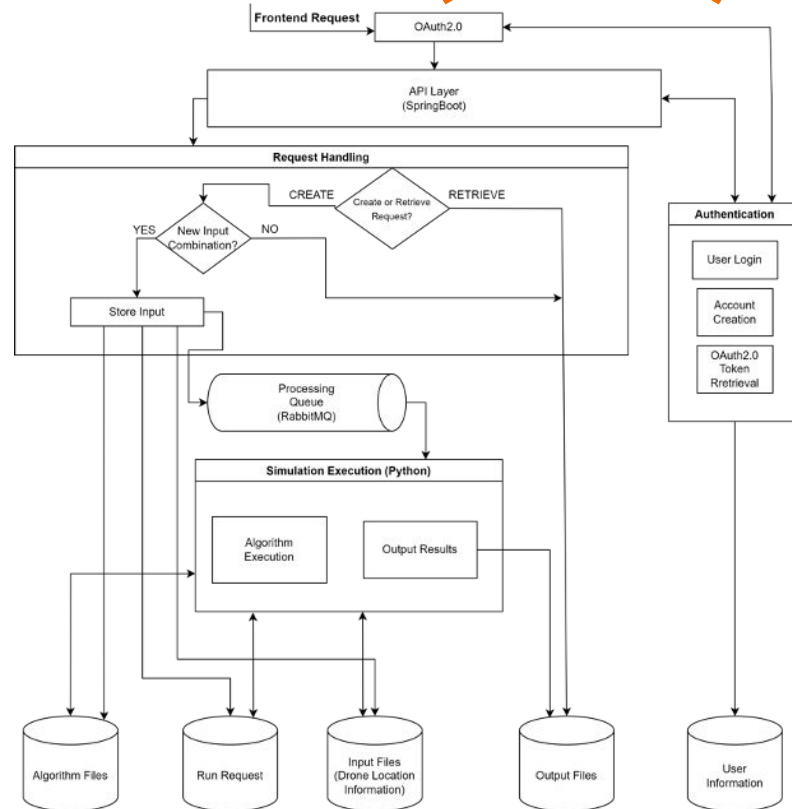 Frontend Request
OAuth2.0
API Layer
(SpringBoot)
Request Handling
CREATE
Create or Retrieve
Request?
RETRIEVE
YES
New Input
Combination?
NO
Store Input
Authentication
User Login
Account
Creation
OAuth2.0
Token
Rretrieval
Processing
Queue
(RabbitMQ)
Simulation Execution (Python)
Algorithm
Execution
Output Results
Algorithm Files
Run Request
Input Files
(Drone Location
Information)
Output Files
User
Information